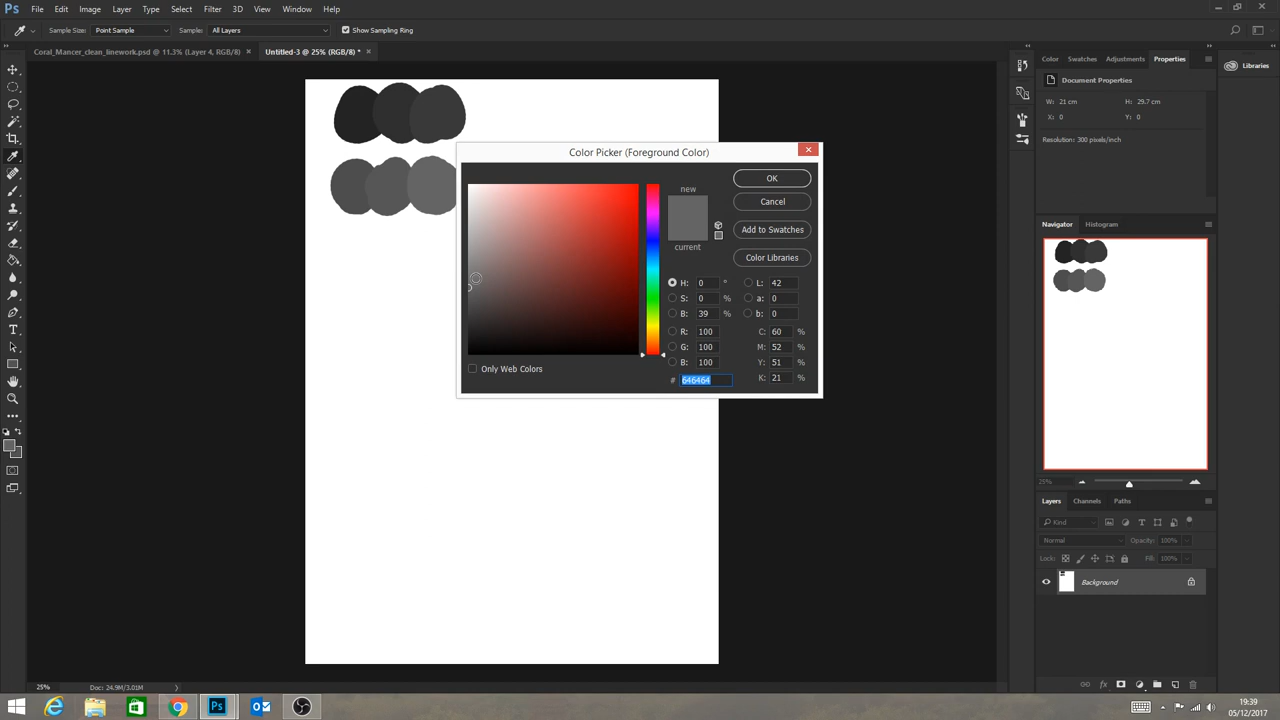 Ps File Edit Image Layer Type Select Filter 3D View Window Help
Sample Size: Point Sample Sample: All Layers Show Sampling Ring
Coral_Mancer_clean_linework.psd @ 11.3% (Layer 4, RGB/8) × Untitled-3 @ 25% (RGB/8) * ×
Color Swatches Adjustments Properties
Libraries
Document Properties
W: 21 cm H: 29.7 cm
X: 0 Y: 0
Resolution: 300 pixels/inch
Color Picker (Foreground Color)
new
current
OK
Cancel
Add to Swatches
Color Libraries
H: 0 ° L: 42
S: 0 % a: 0
B: 39 % b: 0
R: 100 C: 60 %
G: 100 M: 52 %
B: 100 Y: 51 %
# 646464 K: 21 %
Only Web Colors
Navigator Histogram
25%
Layers Channels Paths
Kind
Normal Opacity: 100%
Lock: Fill: 100%
Background
25% Doc: 24.9M/3.01M
Ps
19:39
05/12/2017